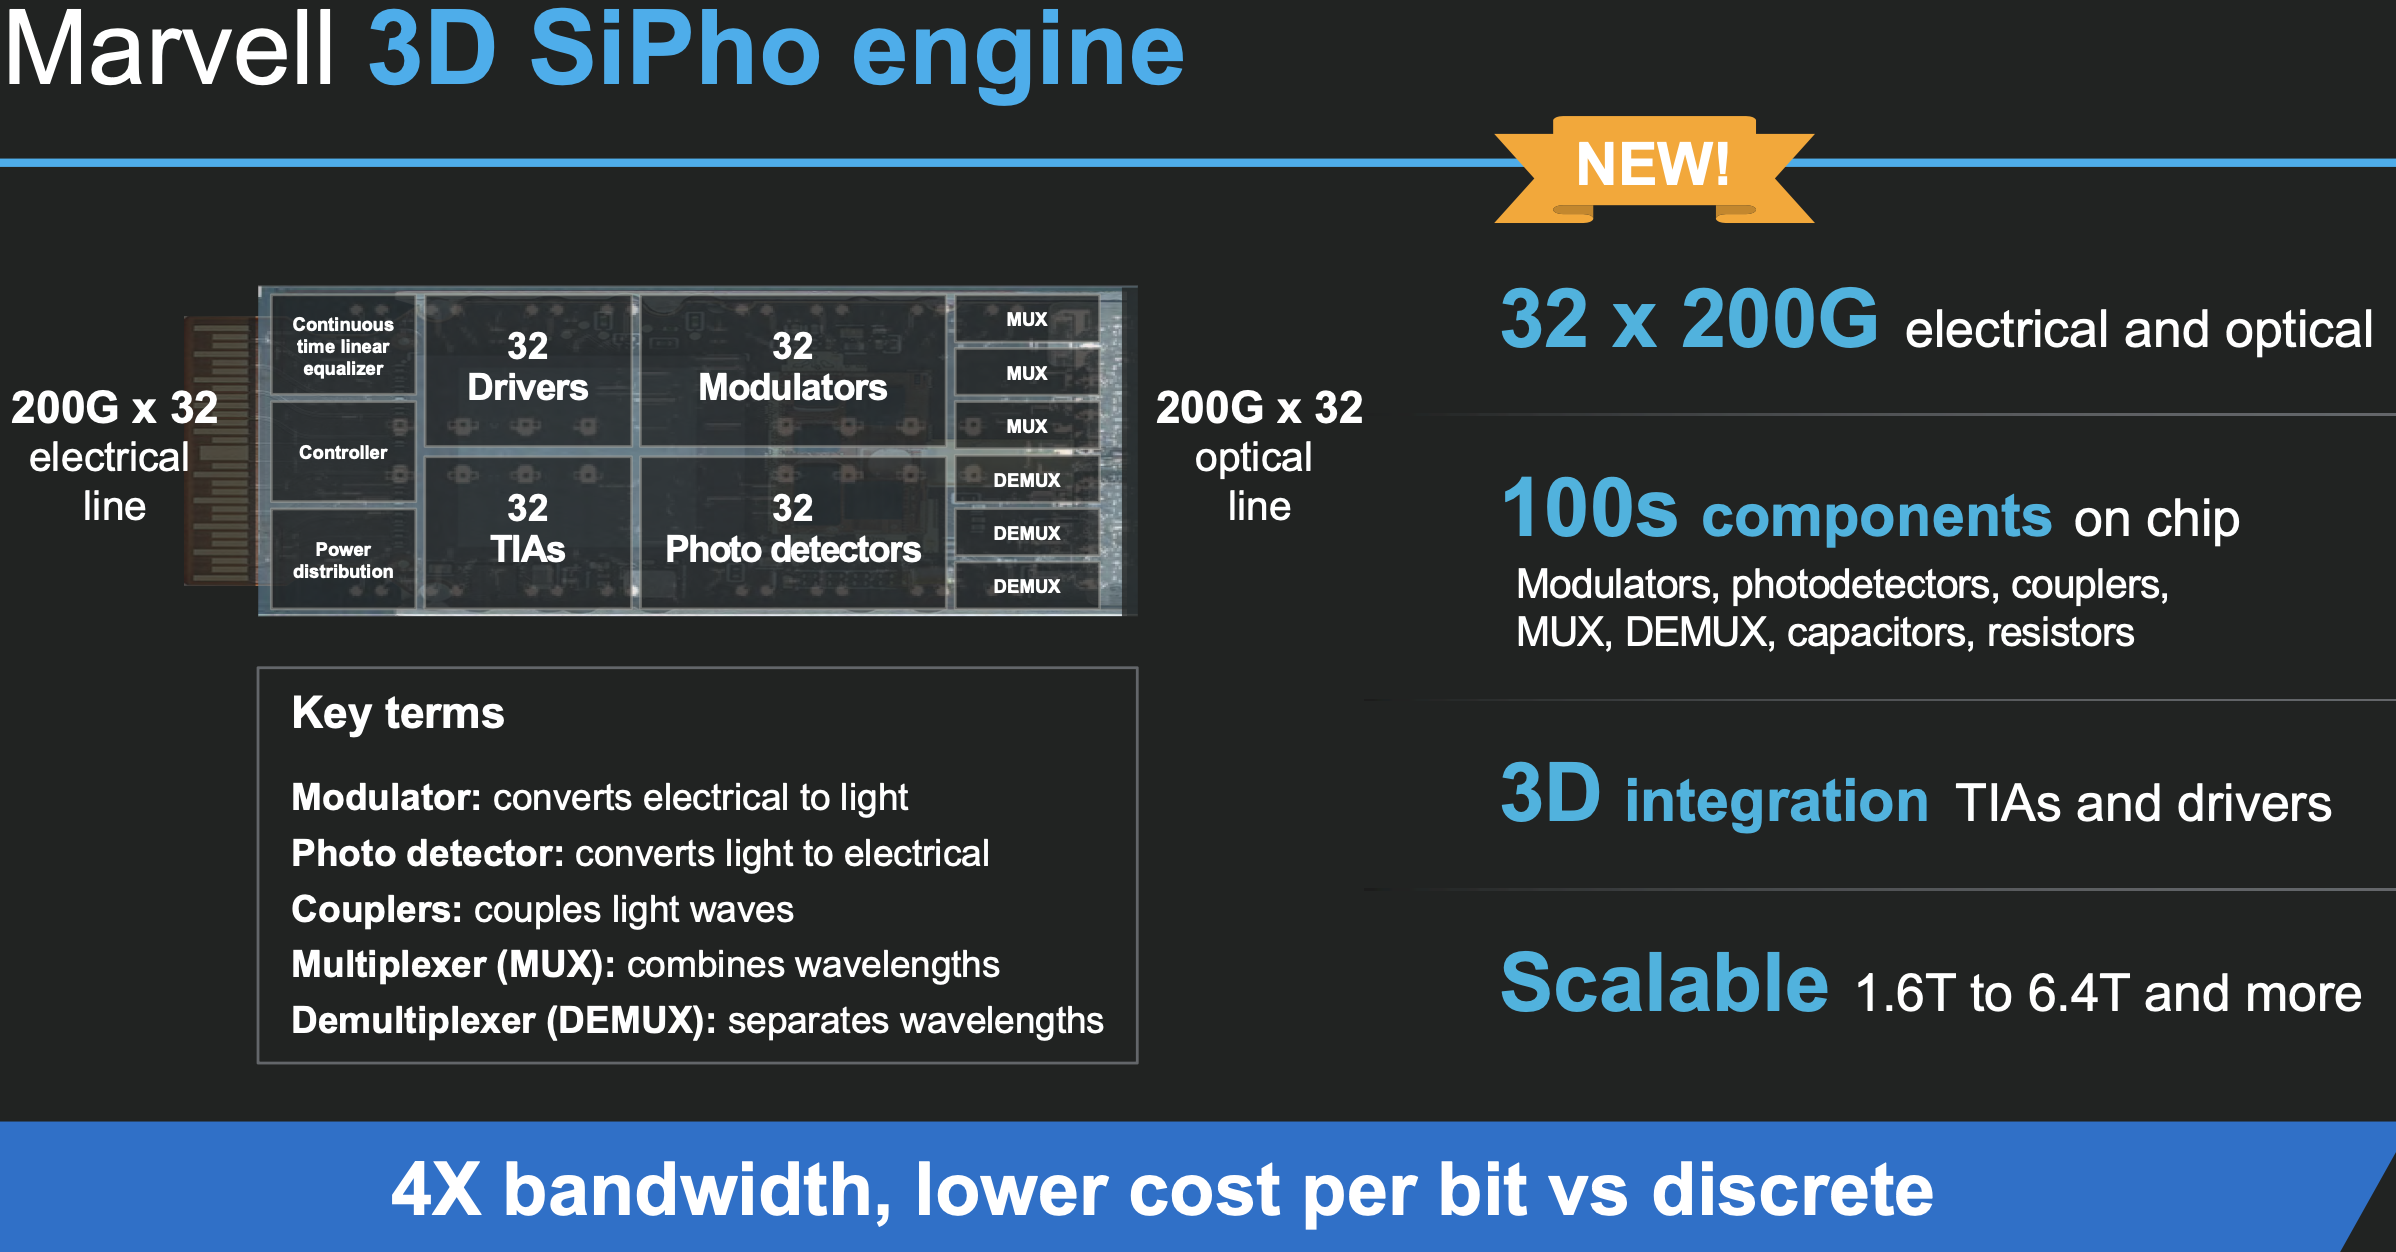 Marvell 3D SiPho engine
NEW!
200G x 32
electrical
line
Continuous
time linear
equalizer
Controller
Power
distribution
32
Drivers
32
TIAs
32
Modulators
32
Photo detectors
MUX
MUX
MUX
DEMUX
DEMUX
DEMUX
200G x 32
optical
line
Key terms
Modulator: converts electrical to light
Photo detector: converts light to electrical
Couplers: couples light waves
Multiplexer (MUX): combines wavelengths
Demultiplexer (DEMUX): separates wavelengths
32 x 200G electrical and optical
100s components on chip
Modulators, photodetectors, couplers,
MUX, DEMUX, capacitors, resistors
3D integration TIAs and drivers
Scalable 1.6T to 6.4T and more
4X bandwidth, lower cost per bit vs discrete